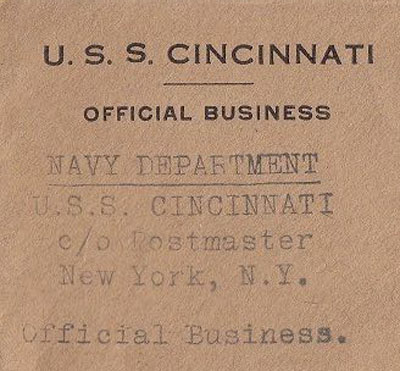 U. S. S. CINCINNATI
OFFICIAL BUSINESS
NAVY DEPARTMENT
U.S.S. CINCINNATI
c/o Postmaster
New York, N.Y.
Official Business.